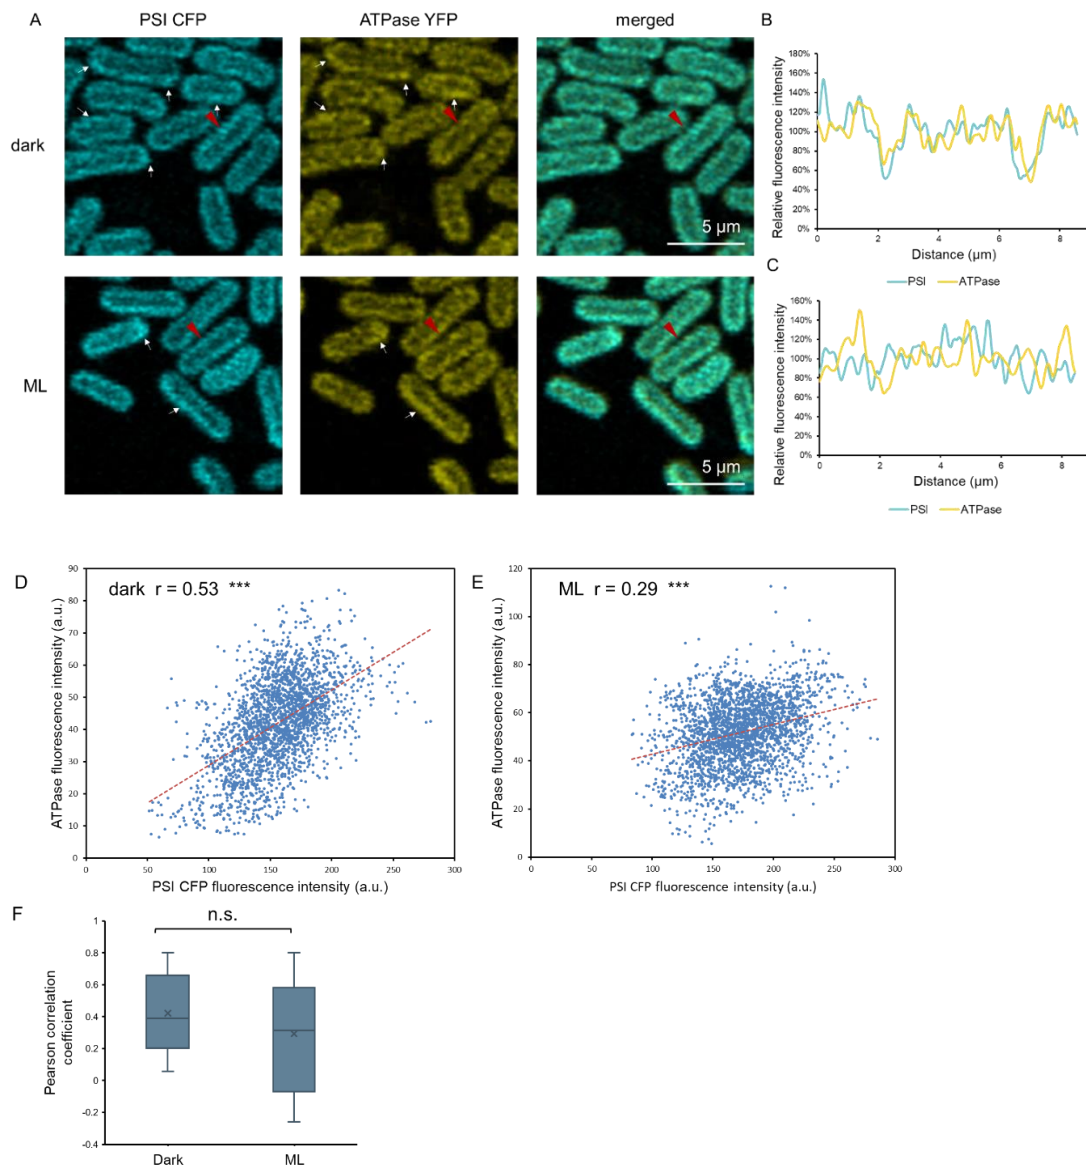 A
PSI CFP
ATPase YFP
merged
dark
5 µm
ML
5 µm
B
Relative fluorescence intensity
180%
160%
140%
120%
100%
80%
60%
40%
20%
0%
0 2 4 6 8
Distance (µm)
PSI ATPase
C
Relative fluorescence intensity
160%
140%
120%
100%
80%
60%
40%
20%
0%
0 2 4 6 8
Distance (µm)
PSI ATPase
D
dark r = 0.53 ***
ATPase fluorescence intensity (a.u.)
90
80
70
60
50
40
30
20
10
0
0 50 100 150 200 250 300
PSI CFP fluorescence intensity (a.u.)
E
ML r = 0.29 ***
ATPase fluorescence intensity (a.u.)
120
100
80
60
40
20
0
0 50 100 150 200 250 300
PSI CFP fluorescence intensity (a.u.)
F
n.s.
Pearson correlation
coefficient
1
0.8
0.6
0.4
0.2
0
-0.2
-0.4
Dark ML